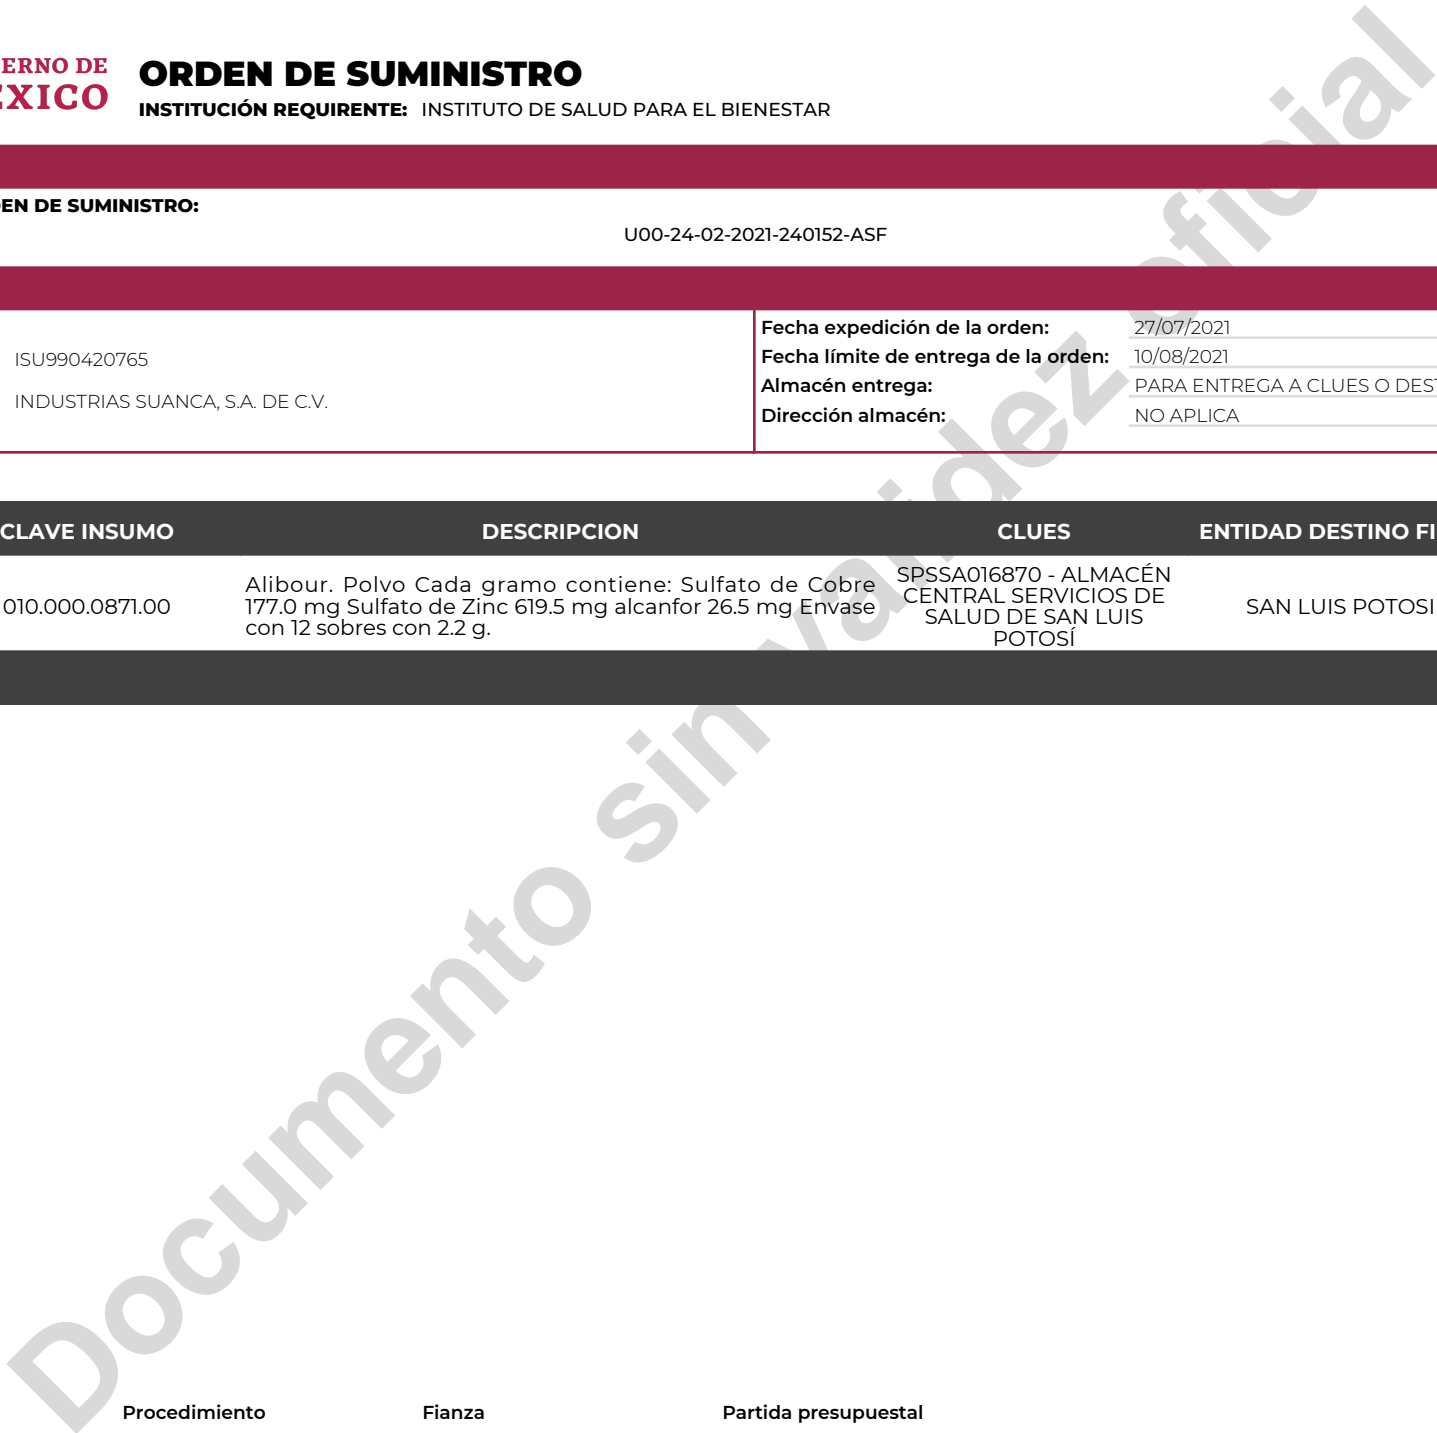 ERNO DE
XICO
ORDEN DE SUMINISTRO
INSTITUCIÓN REQUIRENTE: INSTITUTO DE SALUD PARA EL BIENESTAR
EN DE SUMINISTRO:
U00-24-02-2021-240152-ASF
ISU990420765
INDUSTRIAS SUANCA, S.A. DE C.V.
Fecha expedición de la orden: 27/07/2021
Fecha límite de entrega de la orden: 10/08/2021
Almacén entrega: PARA ENTREGA A CLUES O DEST
Dirección almacén: NO APLICA
CLAVE INSUMO DESCRIPCION CLUES ENTIDAD DESTINO FI
010.000.0871.00
Alibour. Polvo Cada gramo contiene: Sulfato de Cobre
177.0 mg Sulfato de Zinc 619.5 mg alcanfor 26.5 mg Envase
con 12 sobres con 2.2 g.
SPSSA016870 - ALMACÉN
CENTRAL SERVICIOS DE
SALUD DE SAN LUIS
POTOSÍ
SAN LUIS POTOSI
Documento sin validez oficial
Procedimiento Fianza Partida presupuestal